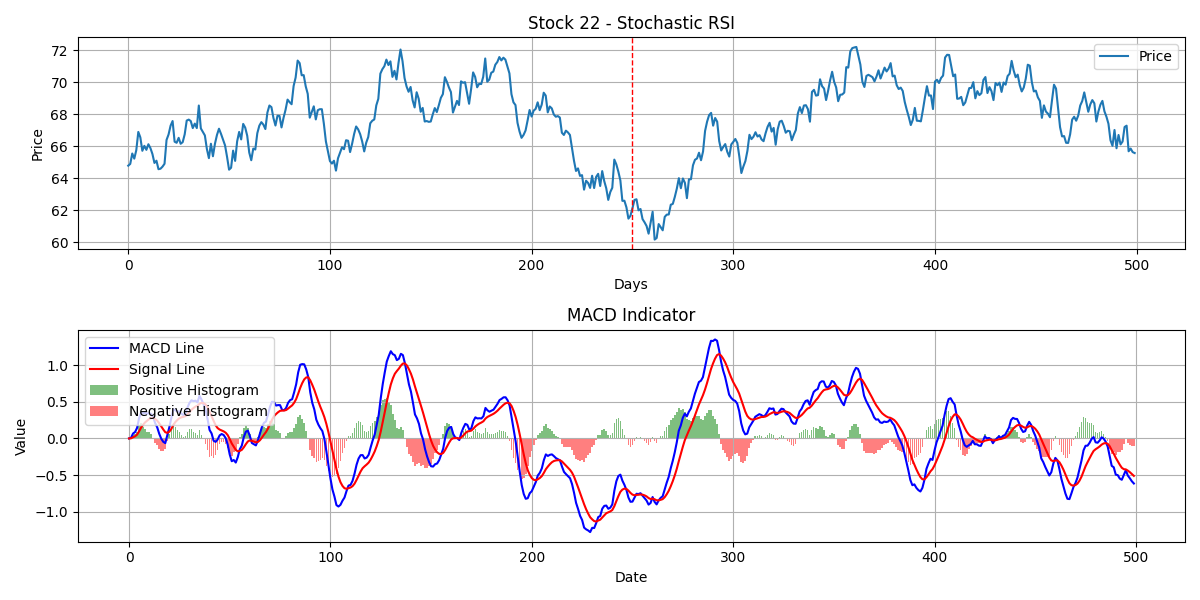 Stock 22 - Stochastic RSI
Price
72
70
68
66
64
62
60
Price
0 100 200 300 400 500
Days
MACD Indicator
MACD Line
Signal Line
Positive Histogram
Negative Histogram
Value
1.0
0.5
0.0
−0.5
−1.0
0 100 200 300 400 500
Date